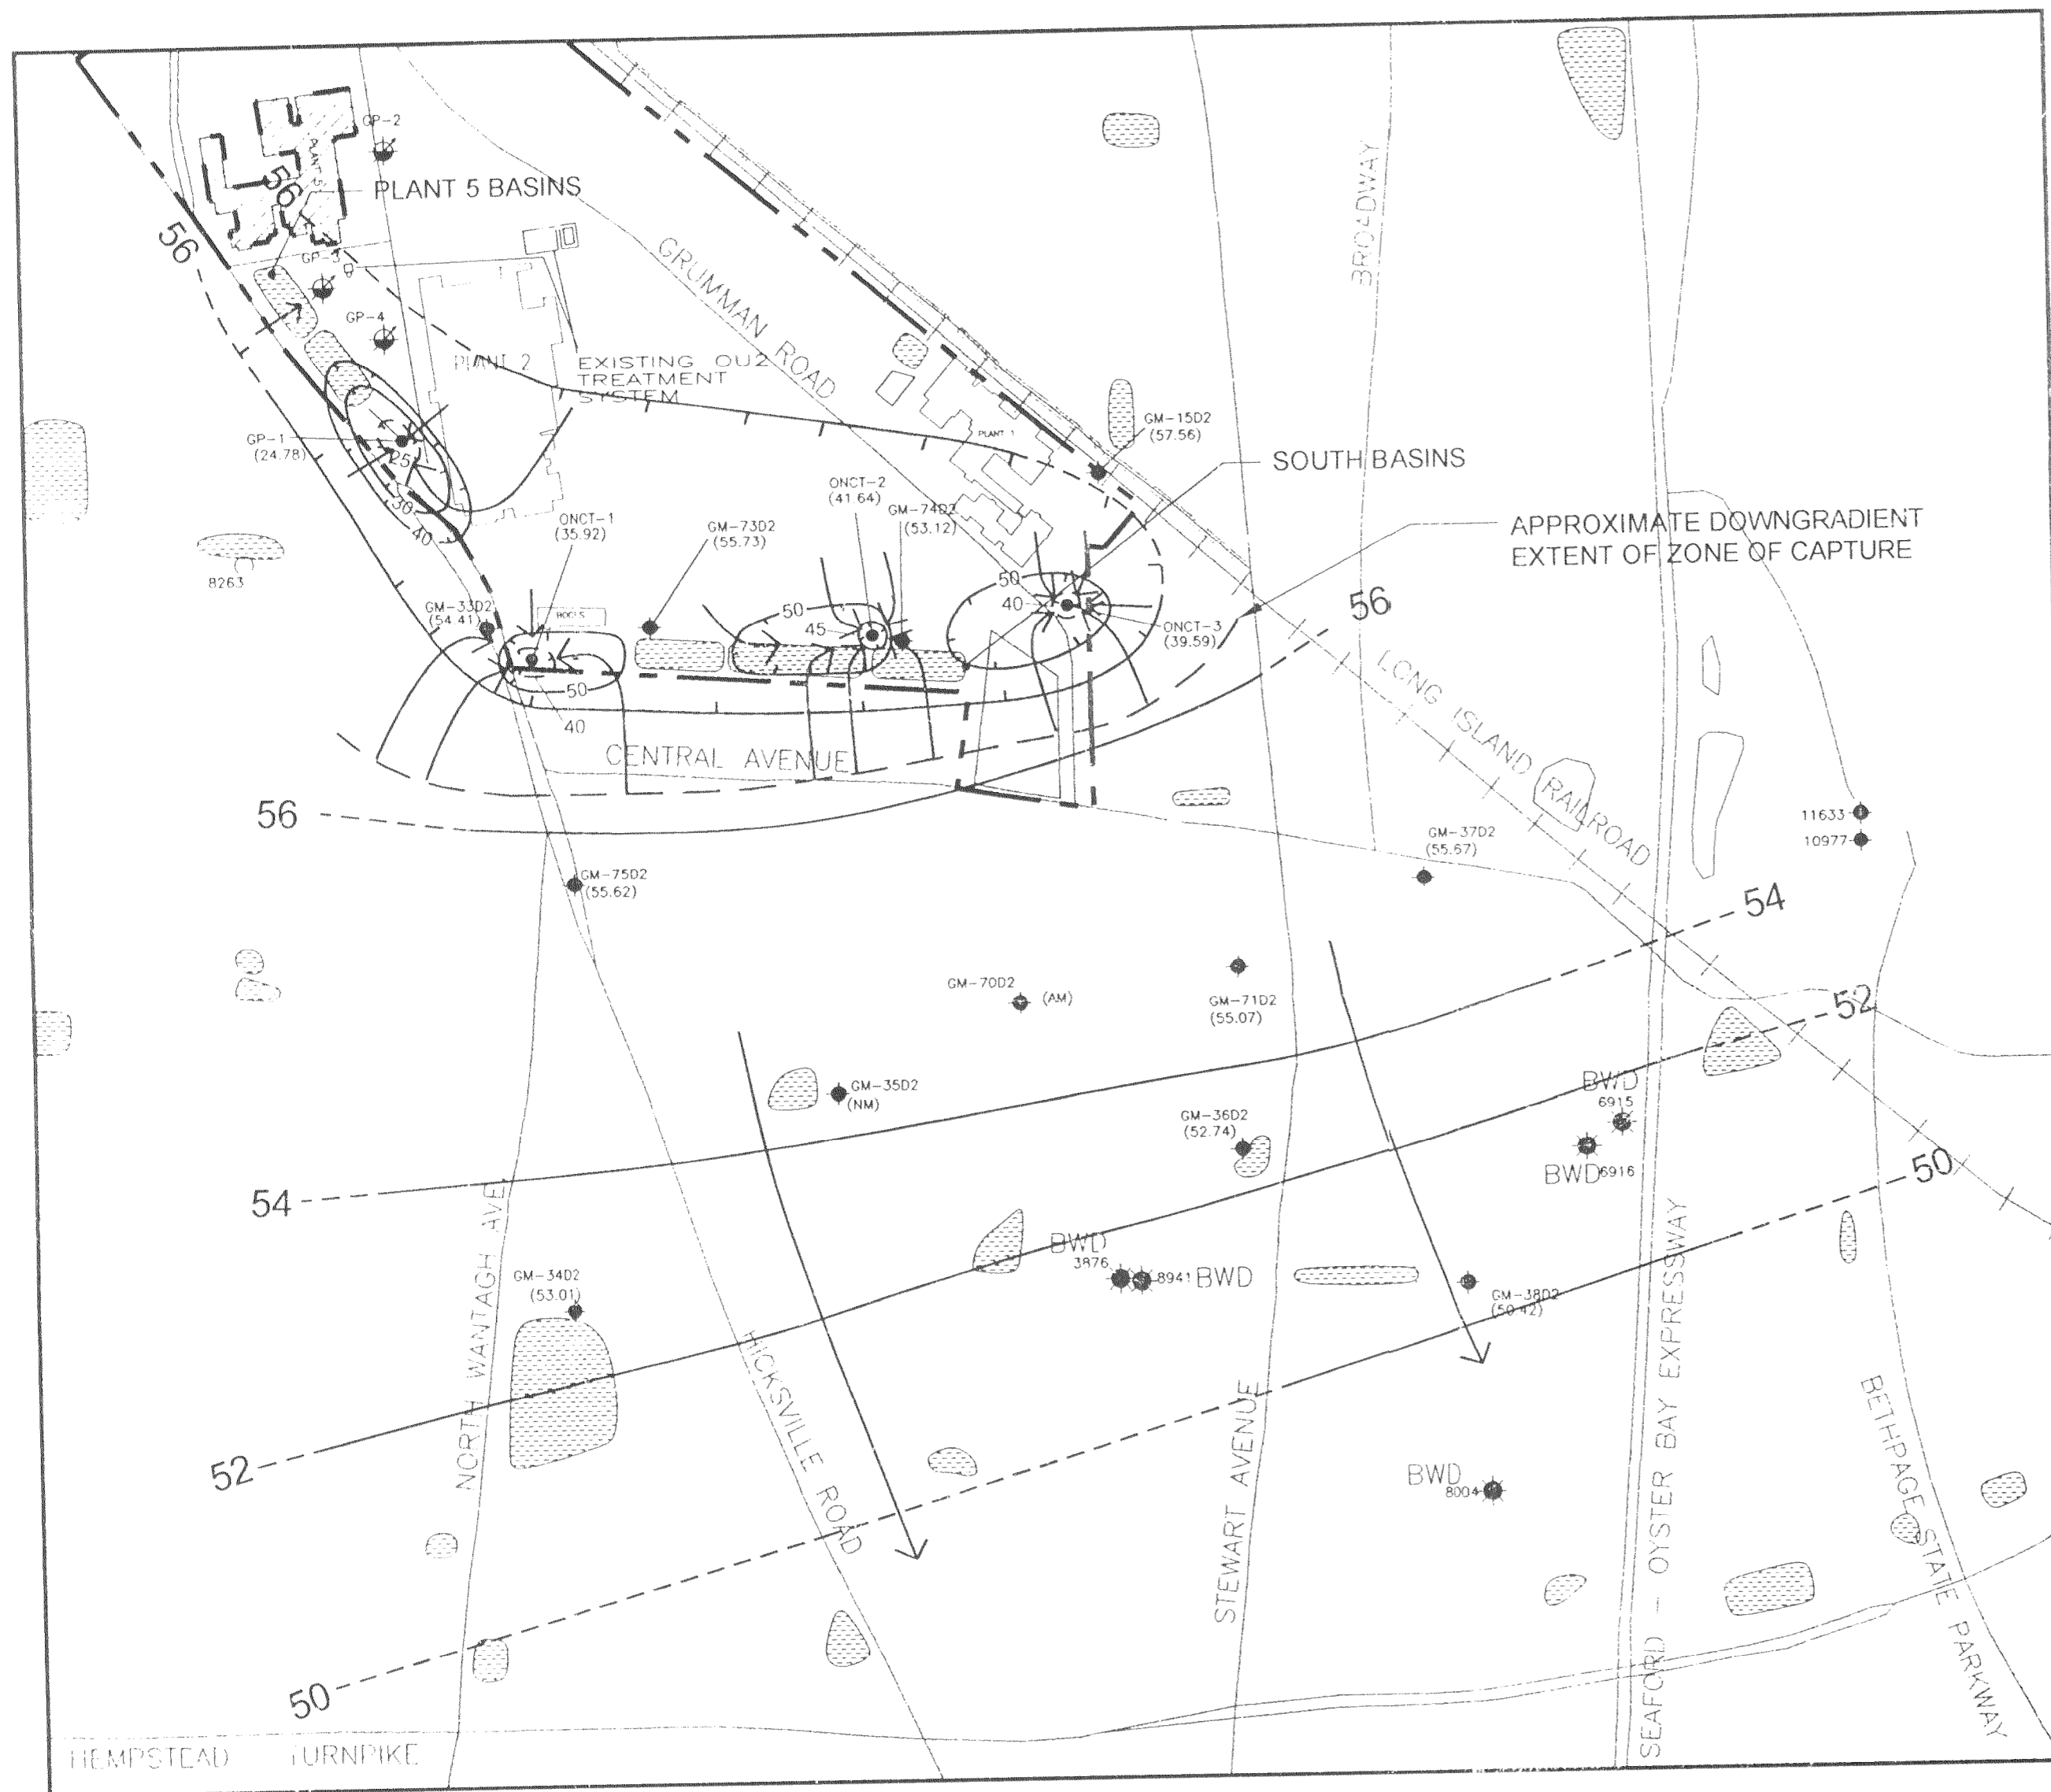 GP-2
PLANT 5
56
PLANT 5 BASINS
56
GP-3
GP-4
PLANT 2
EXISTING OU2
TREATMENT
SYSTEM
GRUMMAN ROAD
BROADWAY
PLANT 1
GM-15D2
(57.56)
SOUTH BASINS
GP-1
(24.78)
25
30
40
ONCT-1
(35.92)
ONCT-2
(41.64)
GM-73D2
(55.73)
GM-74D2
(53.12)
APPROXIMATE DOWNGRADIENT
EXTENT OF ZONE OF CAPTURE
8263
GM-33D2
(54.41)
50
45
50
40
56
ONCT-3
(39.59)
50
40
CENTRAL AVENUE
LONG ISLAND RAILROAD
56
11633
10977
GM-37D2
(55.67)
GM-75D2
(55.62)
54
GM-70D2
(AM)
GM-71D2
(55.07)
52
GM-35D2
(NM)
GM-36D2
(52.74)
BWD
6915
BWD 6916
50
54
BWD
3876
8941 BWD
GM-34D2
(53.01)
GM-38D2
(50.42)
52
NORTH WANTAGH AVE.
HICKSVILLE ROAD
STEWART AVENUE
BWD
8004
SEAFORD - OYSTER BAY EXPRESSWAY
BETHPAGE STATE PARKWAY
50
HEMPSTEAD TURNPIKE